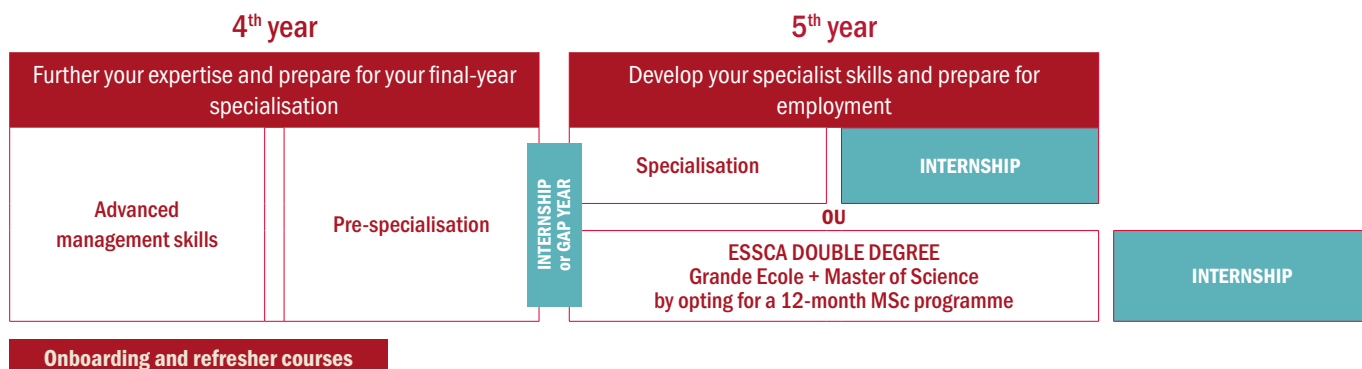 4th year
Further your expertise and prepare for your final-year
specialisation
Advanced
management skills
Pre-specialisation
INTERNSHIP
or GAP YEAR
5th year
Develop your specialist skills and prepare for
employment
Specialisation
INTERNSHIP
OU
ESSCA DOUBLE DEGREE
Grande Ecole + Master of Science
by opting for a 12-month MSc programme
INTERNSHIP
Onboarding and refresher courses